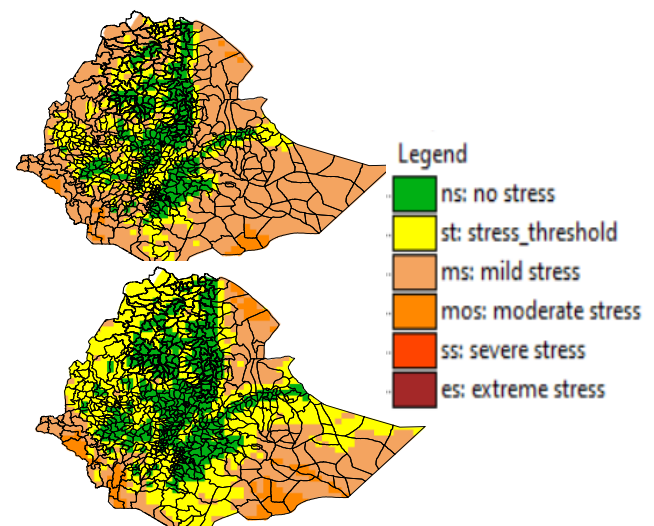 Legend
ns: no stress
st: stress_threshold
ms: mild stress
mos: moderate stress
ss: severe stress
es: extreme stress